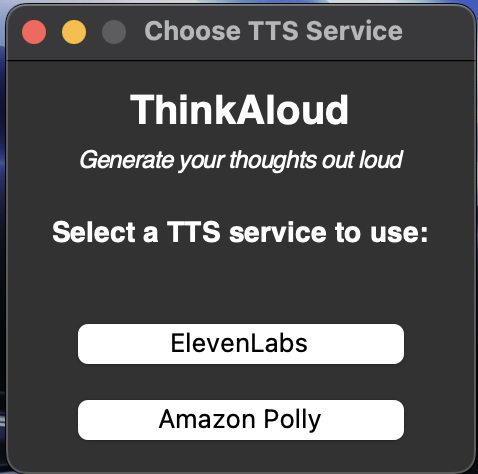 Choose TTS Service
ThinkAloud
Generate your thoughts out loud
Select a TTS service to use:
ElevenLabs
Amazon Polly